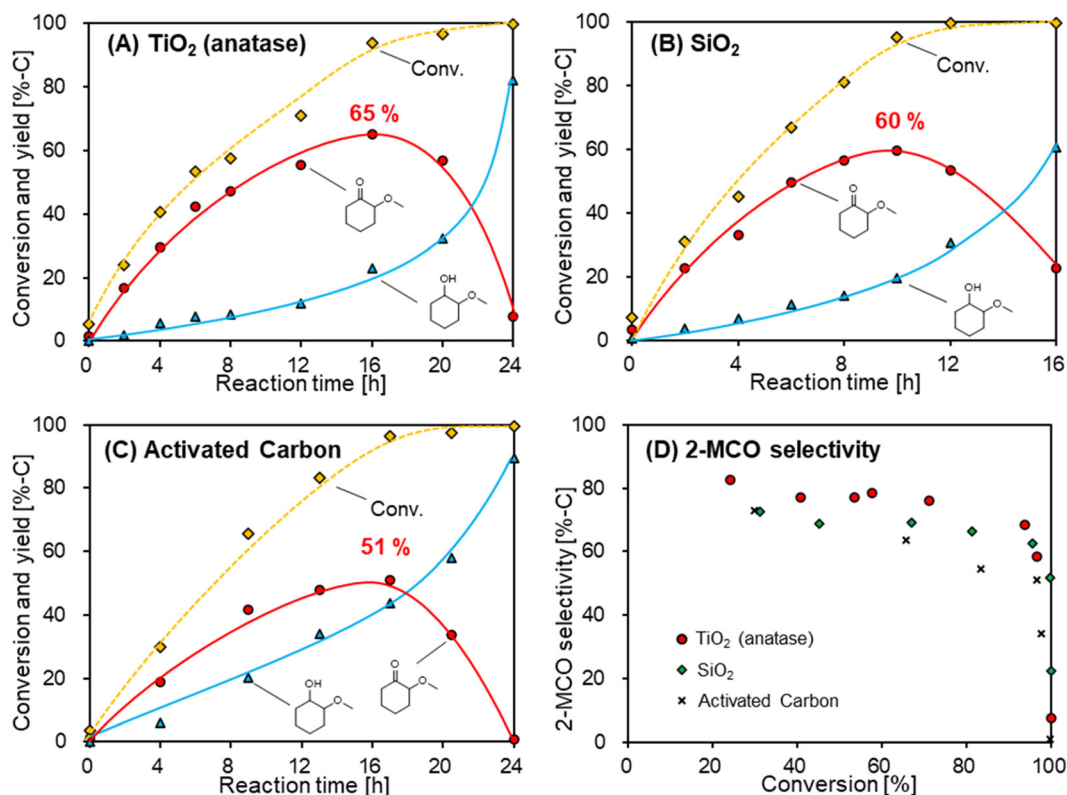 (A) TiO₂ (anatase)
Conversion and yield [%-C]
100
80
60
40
20
0
Conv.
65 %
O
O
OH
O
0 4 8 12 16 20 24
Reaction time [h]
(B) SiO₂
Conversion and yield [%-C]
100
80
60
40
20
0
Conv.
60 %
O
O
OH
O
0 4 8 12 16
Reaction time [h]
(C) Activated Carbon
Conversion and yield [%-C]
100
80
60
40
20
0
Conv.
51 %
OH
O
O
O
0 4 8 12 16 20 24
Reaction time [h]
(D) 2-MCO selectivity
2-MCO selectivity [%-C]
100
80
60
40
20
0
TiO₂ (anatase)
SiO₂
Activated Carbon
0 20 40 60 80 100
Conversion [%]